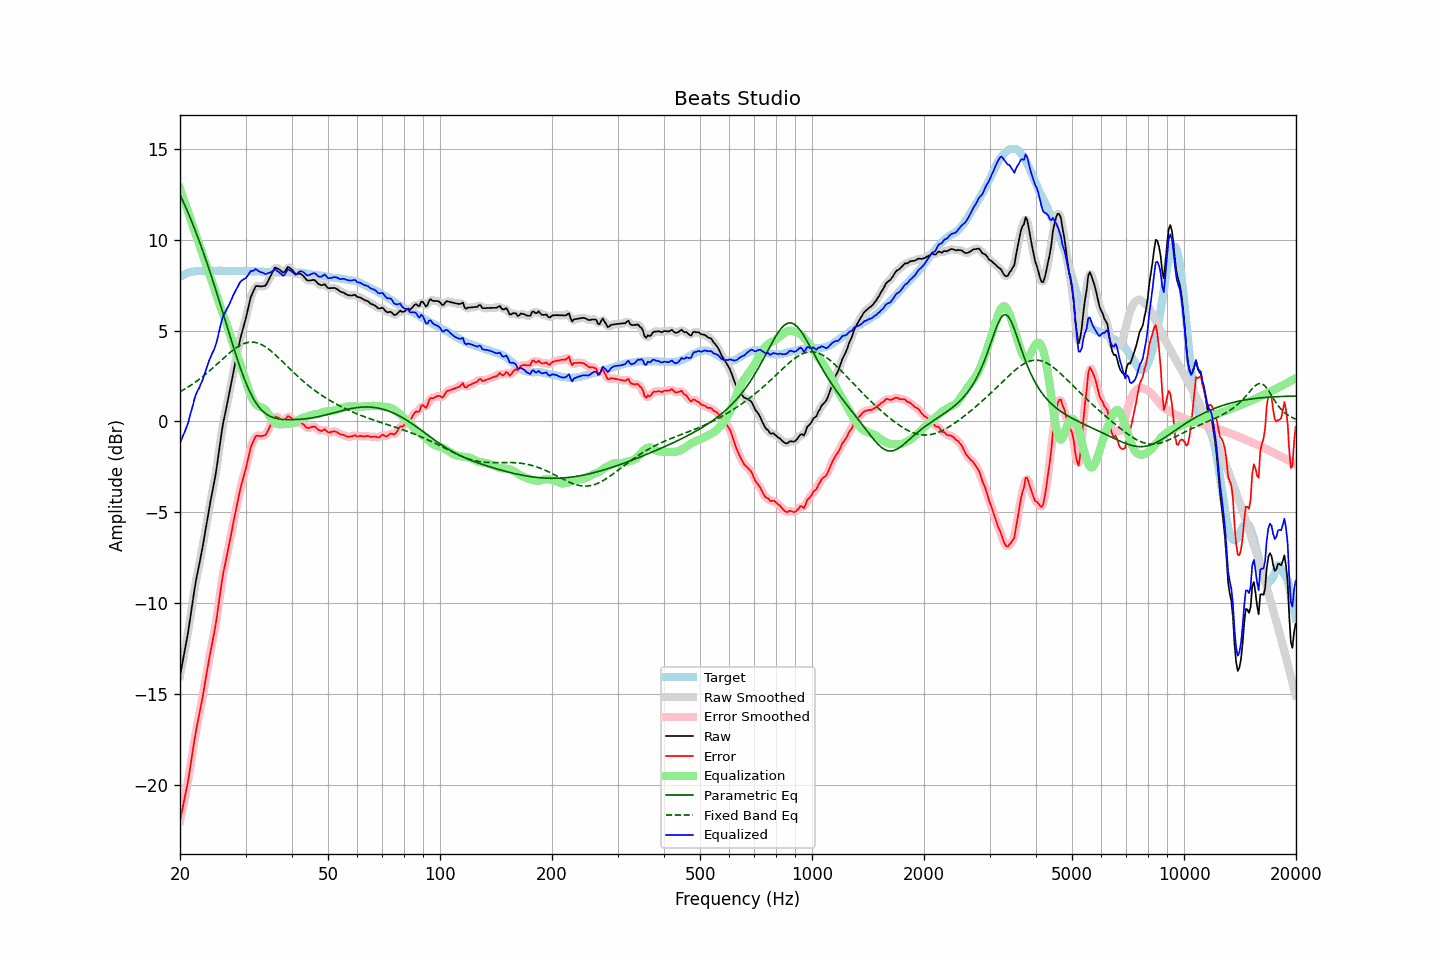 Beats Studio
Amplitude (dBr)
15
10
5
0
−5
−10
−15
−20
Target
Raw Smoothed
Error Smoothed
Raw
Error
Equalization
Parametric Eq
Fixed Band Eq
Equalized
20 50 100 200 500 1000 2000 5000 10000 20000
Frequency (Hz)